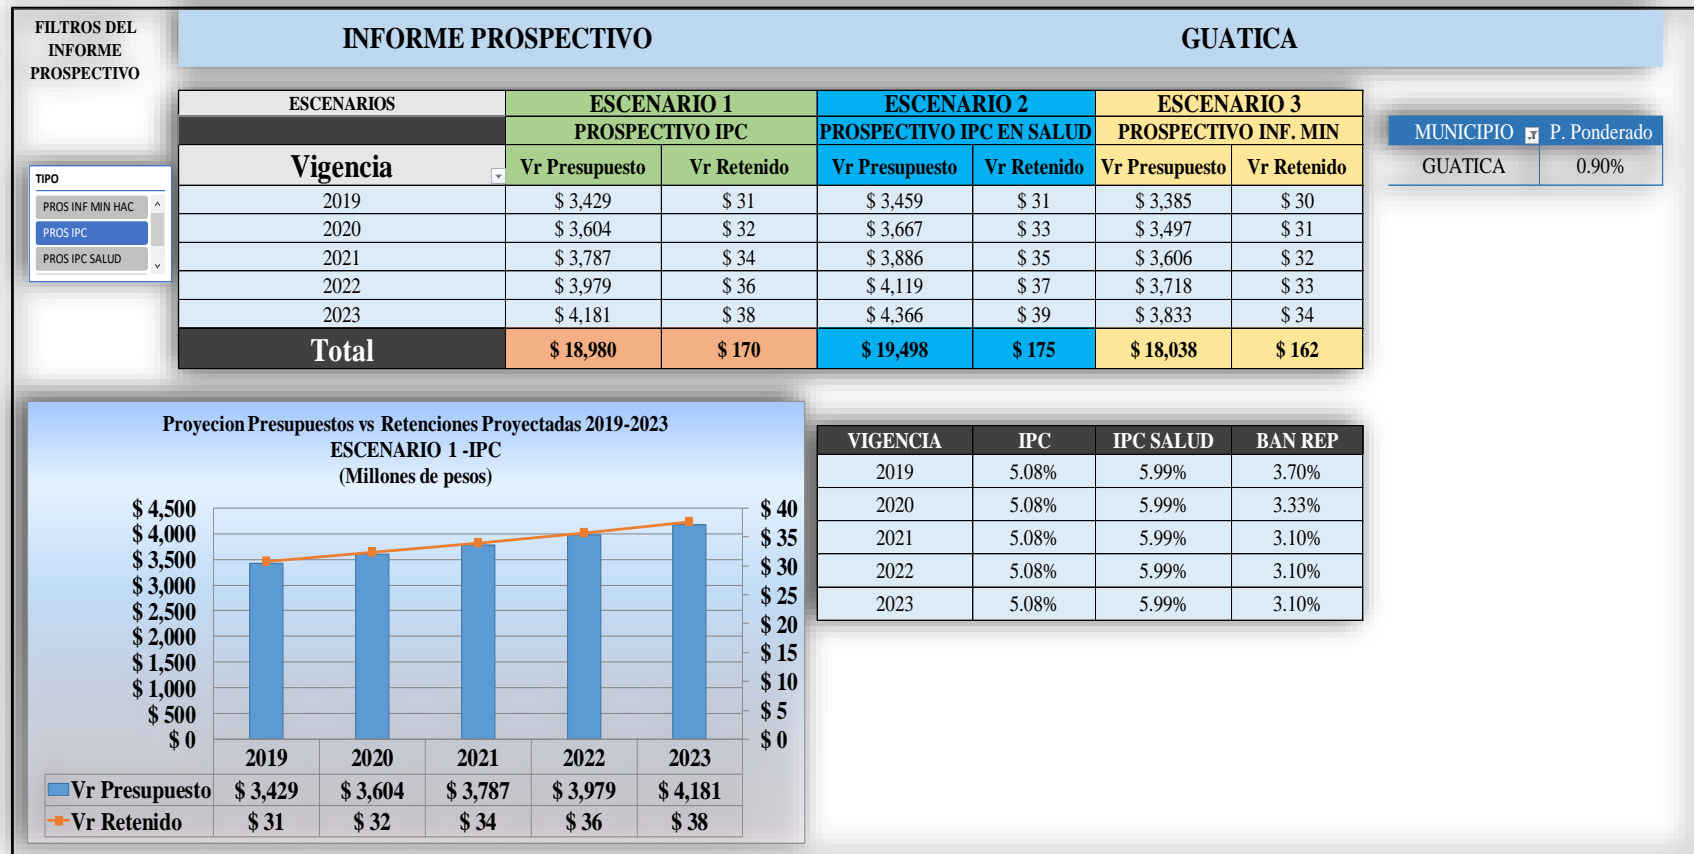 FILTROS DEL
INFORME
PROSPECTIVO
INFORME PROSPECTIVO GUATICA
ESCENARIOS ESCENARIO 1 ESCENARIO 2 ESCENARIO 3
PROSPECTIVO IPC PROSPECTIVO IPC EN SALUD PROSPECTIVO INF. MIN
Vigencia Vr Presupuesto Vr Retenido Vr Presupuesto Vr Retenido Vr Presupuesto Vr Retenido
2019 $ 3,429 $ 31 $ 3,459 $ 31 $ 3,385 $ 30
2020 $ 3,604 $ 32 $ 3,667 $ 33 $ 3,497 $ 31
2021 $ 3,787 $ 34 $ 3,886 $ 35 $ 3,606 $ 32
2022 $ 3,979 $ 36 $ 4,119 $ 37 $ 3,718 $ 33
2023 $ 4,181 $ 38 $ 4,366 $ 39 $ 3,833 $ 34
Total $ 18,980 $ 170 $ 19,498 $ 175 $ 18,038 $ 162
MUNICIPIO P. Ponderado
GUATICA 0.90%
TIPO
PROS INF MIN HAC
PROS IPC
PROS IPC SALUD
Proyecion Presupuestos vs Retenciones Proyectadas 2019-2023
ESCENARIO 1 -IPC
(Millones de pesos)
$ 4,500 $ 40
$ 4,000 $ 35
$ 3,500 $ 30
$ 3,000 $ 25
$ 2,500 $ 20
$ 2,000 $ 15
$ 1,500 $ 10
$ 1,000 $ 5
$ 500 $ 0
$ 0
2019 2020 2021 2022 2023
Vr Presupuesto $ 3,429 $ 3,604 $ 3,787 $ 3,979 $ 4,181
Vr Retenido $ 31 $ 32 $ 34 $ 36 $ 38
VIGENCIA IPC IPC SALUD BAN REP
2019 5.08% 5.99% 3.70%
2020 5.08% 5.99% 3.33%
2021 5.08% 5.99% 3.10%
2022 5.08% 5.99% 3.10%
2023 5.08% 5.99% 3.10%